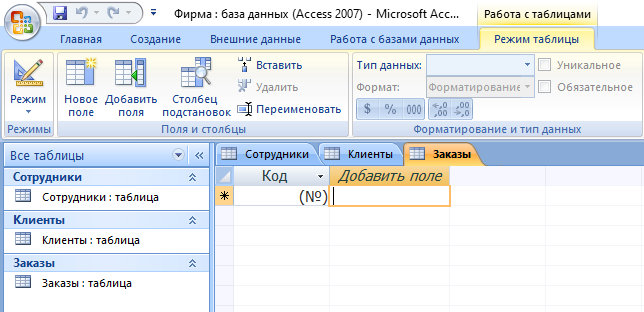 Фирма : база данных (Access 2007) - Microsoft Acc...
Работа с таблицами
Главная Создание Внешние данные Работа с базами данных Режим таблицы
Режим
Режимы
Новое поле
Добавить поля
Столбец подстановок
Вставить
Удалить
Переименовать
Поля и столбцы
Тип данных:
Уникальное
Формат: Форматирование
Обязательное
$ % 000 ,00 ,00
Форматирование и тип данных
Все таблицы
Сотрудники
Сотрудники : таблица
Клиенты
Клиенты : таблица
Заказы
Заказы : таблица
Сотрудники Клиенты Заказы
Код Добавить поле
(№)